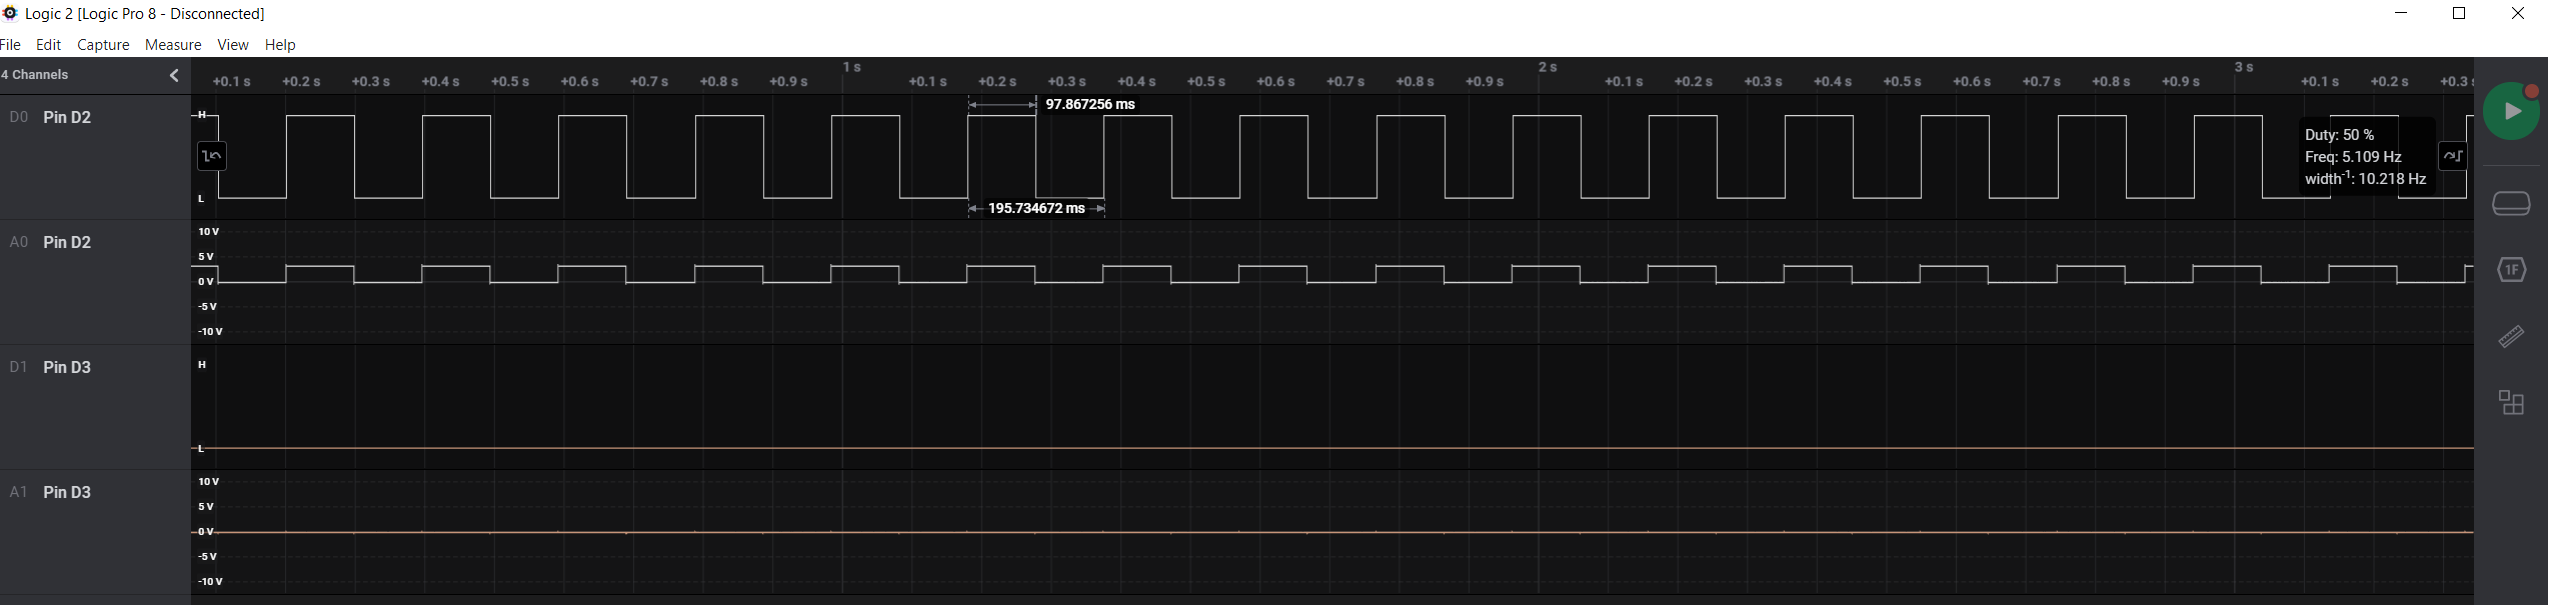 Logic 2 [Logic Pro 8 - Disconnected]
File Edit Capture Measure View Help
4 Channels
1 s 2 s 3 s
+0.1 s +0.2 s +0.3 s +0.4 s +0.5 s +0.6 s +0.7 s +0.8 s +0.9 s +0.1 s +0.2 s +0.3 s +0.4 s +0.5 s +0.6 s +0.7 s +0.8 s +0.9 s +0.1 s +0.2 s +0.3 s +0.4 s +0.5 s +0.6 s +0.7 s +0.8 s +0.9 s +0.1 s +0.2 s +0.3 s
97.867256 ms
D0 Pin D2
H
Duty: 50 %
Freq: 5.109 Hz
width-1: 10.218 Hz
L
195.734672 ms
A0 Pin D2
10 V
5 V
0 V
-5 V
-10 V
D1 Pin D3
H
L
A1 Pin D3
10 V
5 V
0 V
-5 V
-10 V
1F